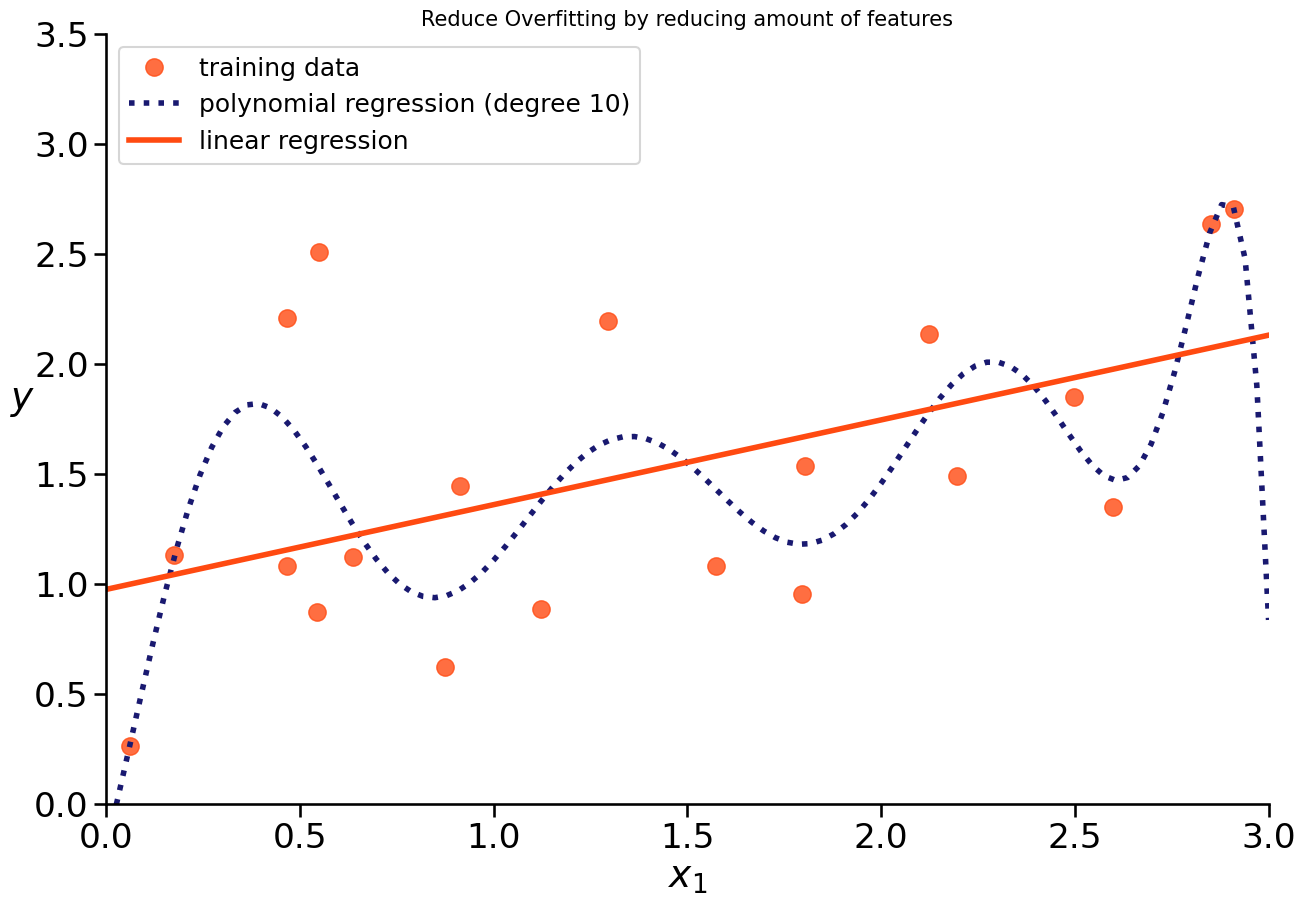 Reduce Overfitting by reducing amount of features
training data
polynomial regression (degree 10)
linear regression
3.5
3.0
2.5
2.0
y
1.5
1.0
0.5
0.0
0.0 0.5 1.0 1.5 2.0 2.5 3.0
x₁